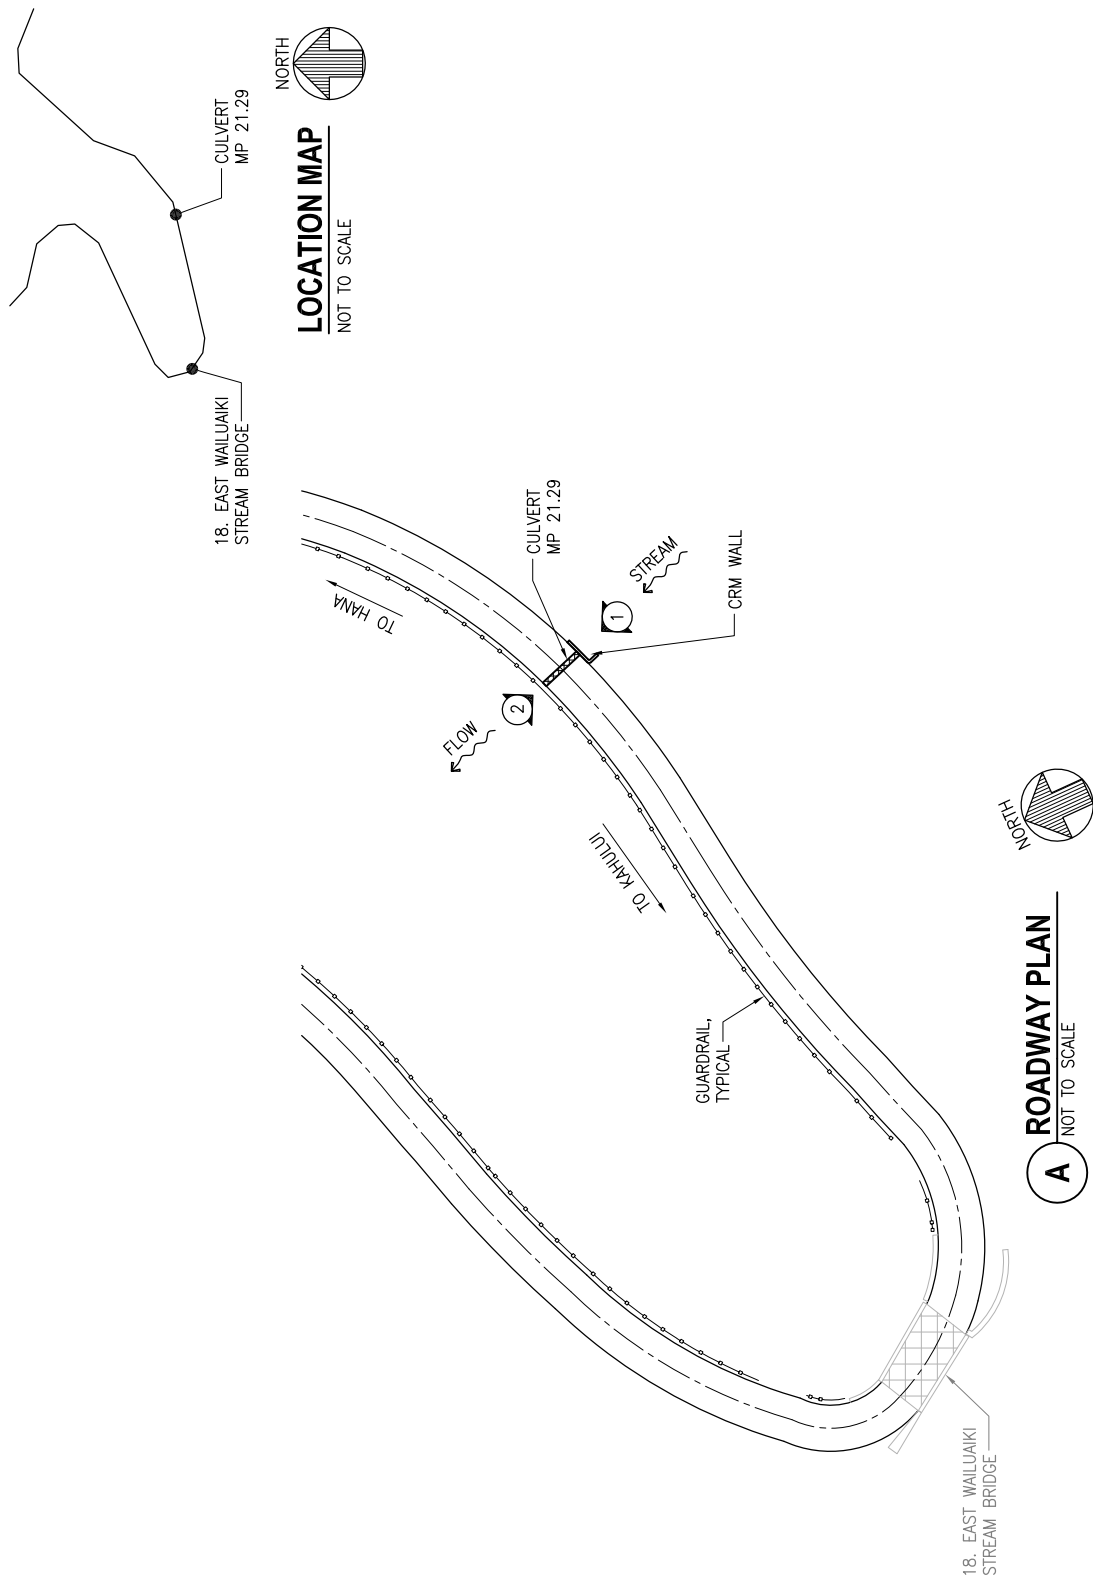 18. EAST WAILUAIKI
STREAM BRIDGE
CULVERT
MP 21.29
LOCATION MAP
NOT TO SCALE
NORTH
TO HANA
CULVERT
MP 21.29
STREAM
1
CRM WALL
2
FLOW
TO KAHULUI
GUARDRAIL,
TYPICAL
18. EAST WAILUAIKI
STREAM BRIDGE
A
ROADWAY PLAN
NOT TO SCALE
NORTH